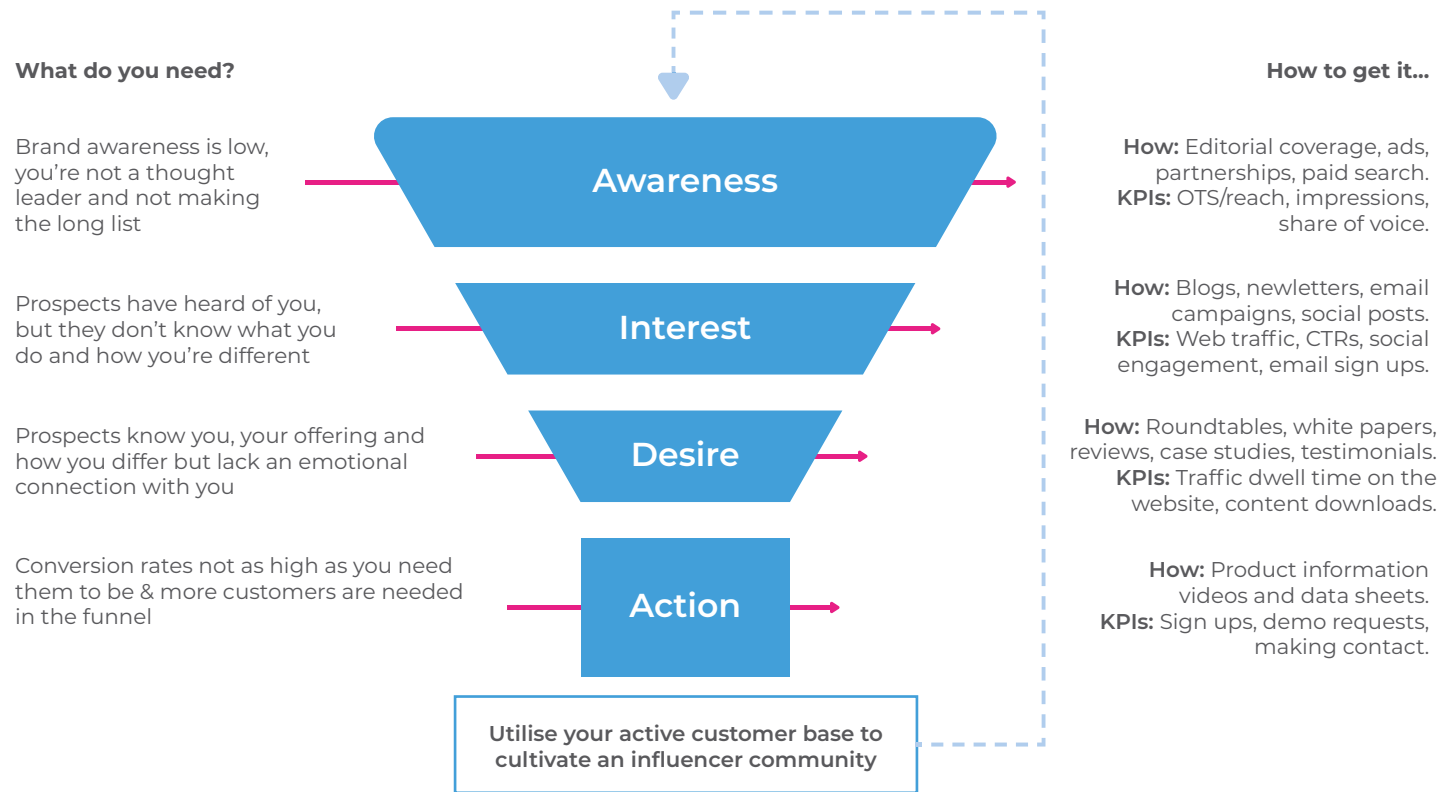 What do you need?
How to get it...
Brand awareness is low,
you're not a thought
leader and not making
the long list
Awareness
How: Editorial coverage, ads,
partnerships, paid search.
KPIs: OTS/reach, impressions,
share of voice.
Prospects have heard of you,
but they don't know what you
do and how you're different
Interest
How: Blogs, newletters, email
campaigns, social posts.
KPIs: Web traffic, CTRs, social
engagement, email sign ups.
Prospects know you, your offering and
how you differ but lack an emotional
connection with you
Desire
How: Roundtables, white papers,
reviews, case studies, testimonials.
KPIs: Traffic dwell time on the
website, content downloads.
Conversion rates not as high as you need
them to be & more customers are needed
in the funnel
Action
How: Product information
videos and data sheets.
KPIs: Sign ups, demo requests,
making contact.
Utilise your active customer base to
cultivate an influencer community